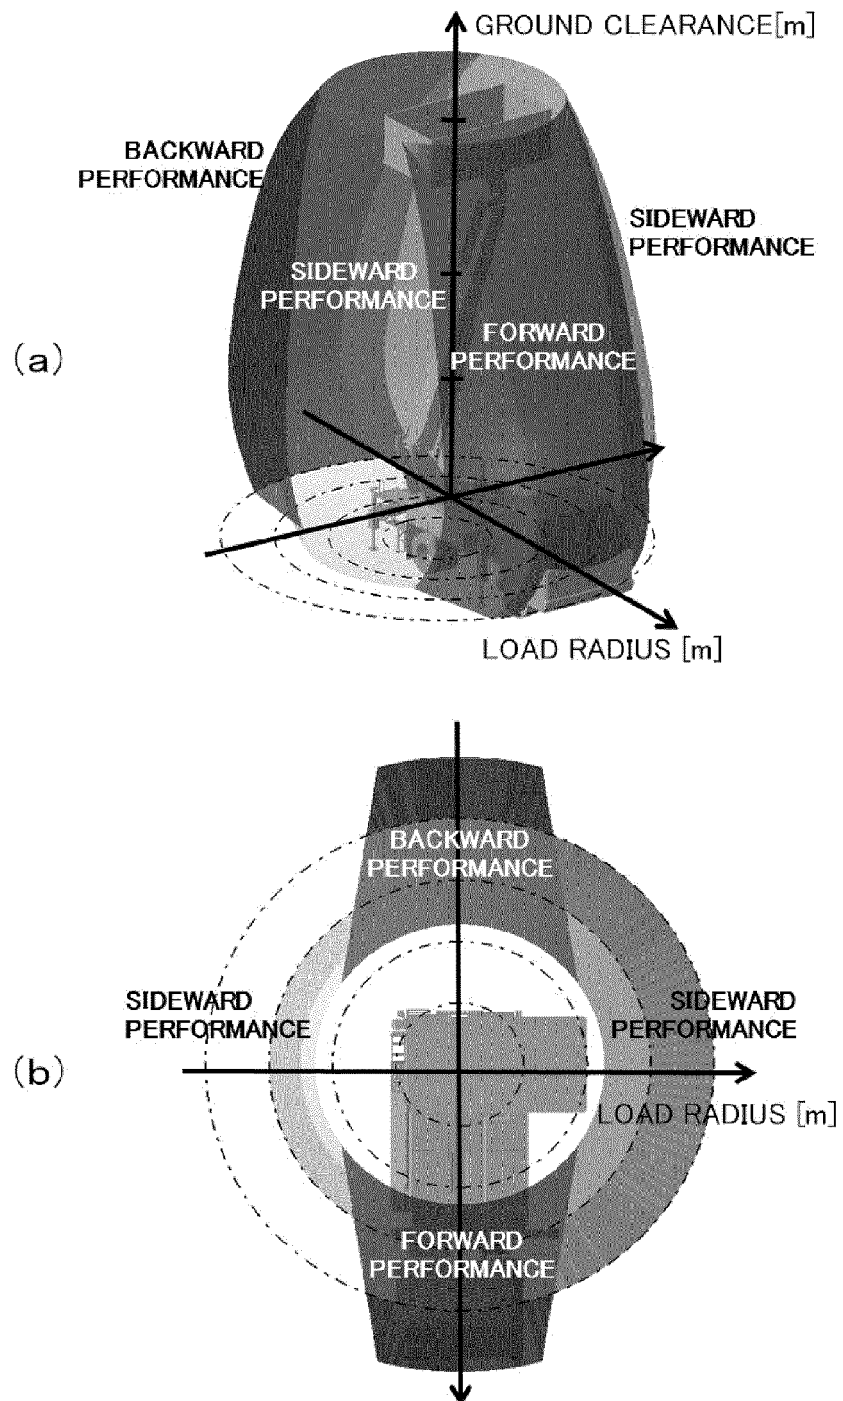 GROUND CLEARANCE[m]
BACKWARD
PERFORMANCE
SIDEWARD
PERFORMANCE
SIDEWARD
PERFORMANCE
FORWARD
PERFORMANCE
(a)
LOAD RADIUS [m]
BACKWARD
PERFORMANCE
SIDEWARD
PERFORMANCE
SIDEWARD
PERFORMANCE
(b)
LOAD RADIUS [m]
FORWARD
PERFORMANCE